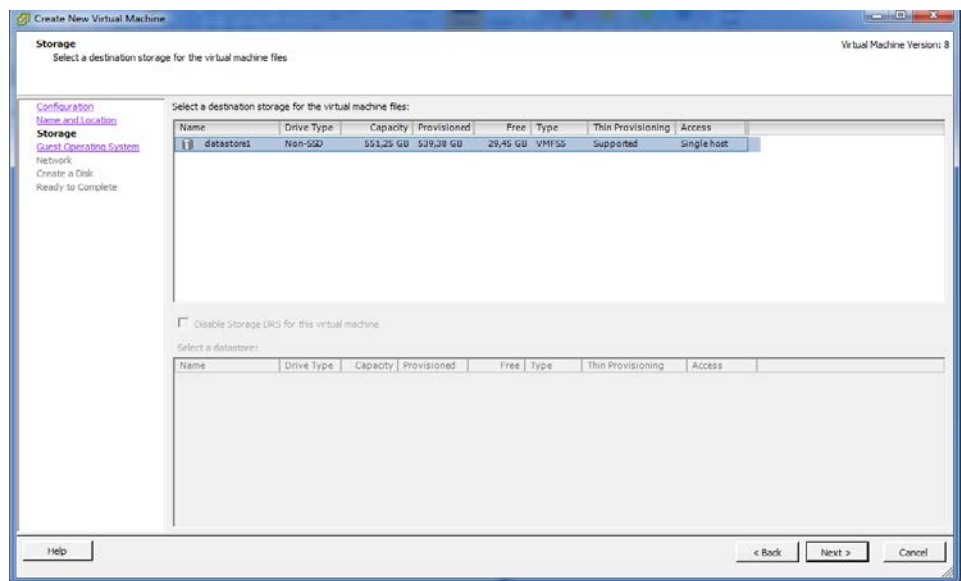 Create New Virtual Machine
Storage
Select a destination storage for the virtual machine files
Virtual Machine Version: 8
Configuration
Name and Location
Storage
Guest Operating System
Network
Create a Disk
Ready to Complete
Select a destination storage for the virtual machine files:
Name Drive Type Capacity Provisioned Free Type Thin Provisioning Access
datastore1 Non-SSD 551,25 GB 539,38 GB 29,45 GB VMFS5 Supported Single host
Disable Storage DRS for this virtual machine
Select a datastore:
Name Drive Type Capacity Provisioned Free Type Thin Provisioning Access
Help
< Back
Next >
Cancel